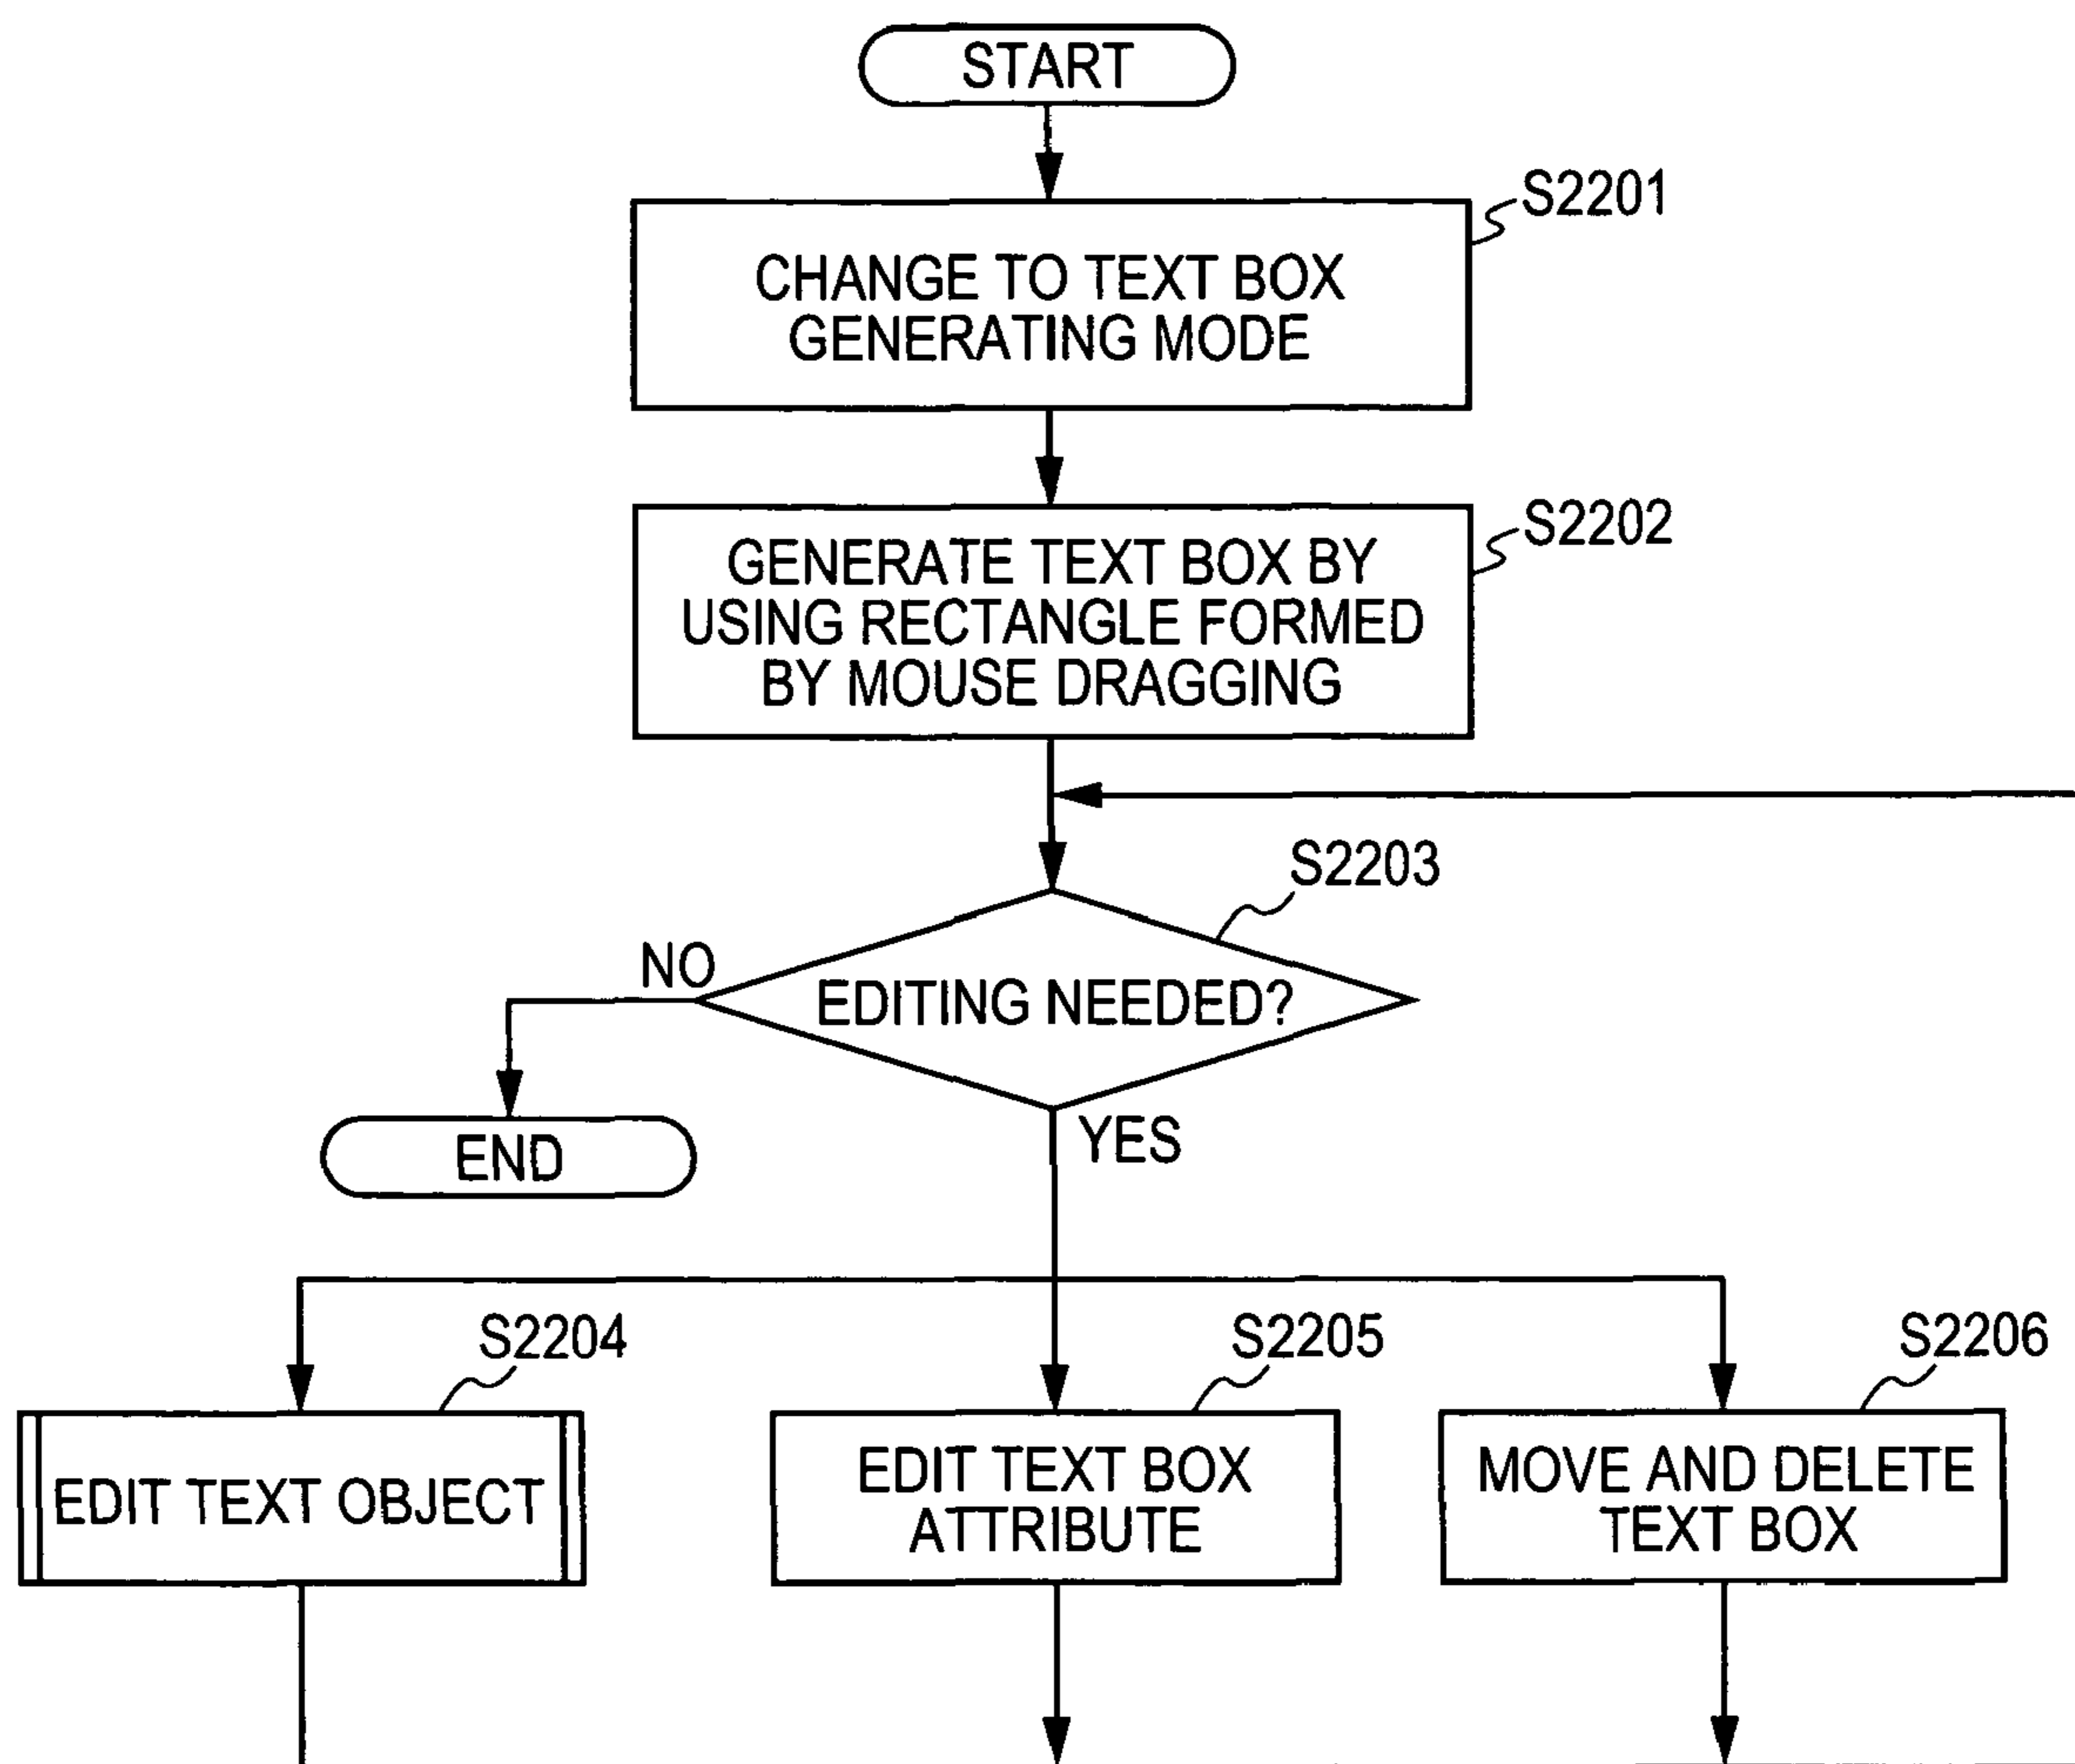 START
S2201
CHANGE TO TEXT BOX
GENERATING MODE
S2202
GENERATE TEXT BOX BY
USING RECTANGLE FORMED
BY MOUSE DRAGGING
S2203
NO
EDITING NEEDED?
END
YES
S2204
EDIT TEXT OBJECT
S2205
EDIT TEXT BOX
ATTRIBUTE
S2206
MOVE AND DELETE
TEXT BOX